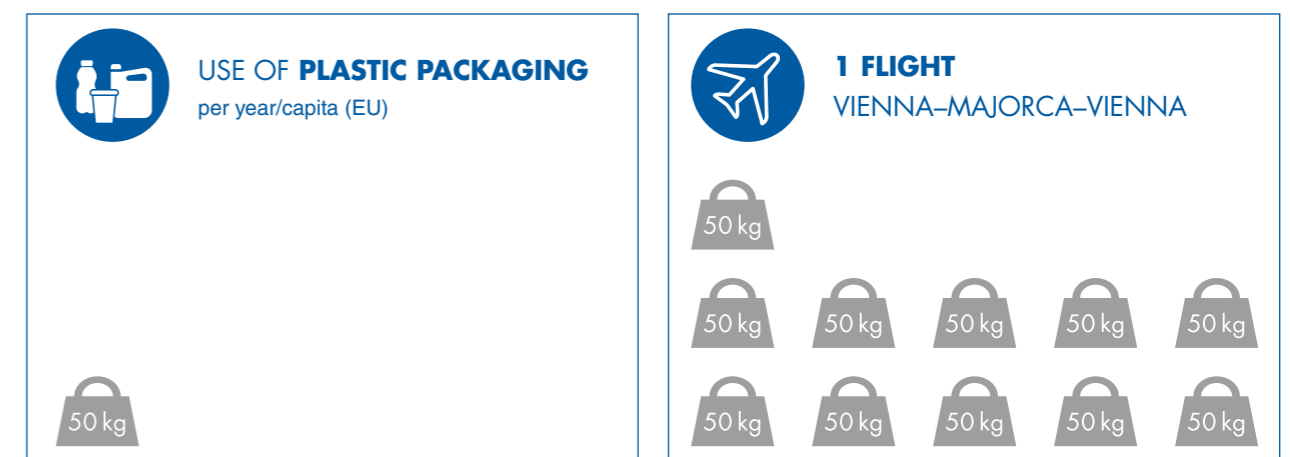 USE OF PLASTIC PACKAGING
per year/capita (EU)
50 kg
1 FLIGHT
VIENNA–MAJORCA–VIENNA
50 kg
50 kg 50 kg 50 kg 50 kg 50 kg
50 kg 50 kg 50 kg 50 kg 50 kg